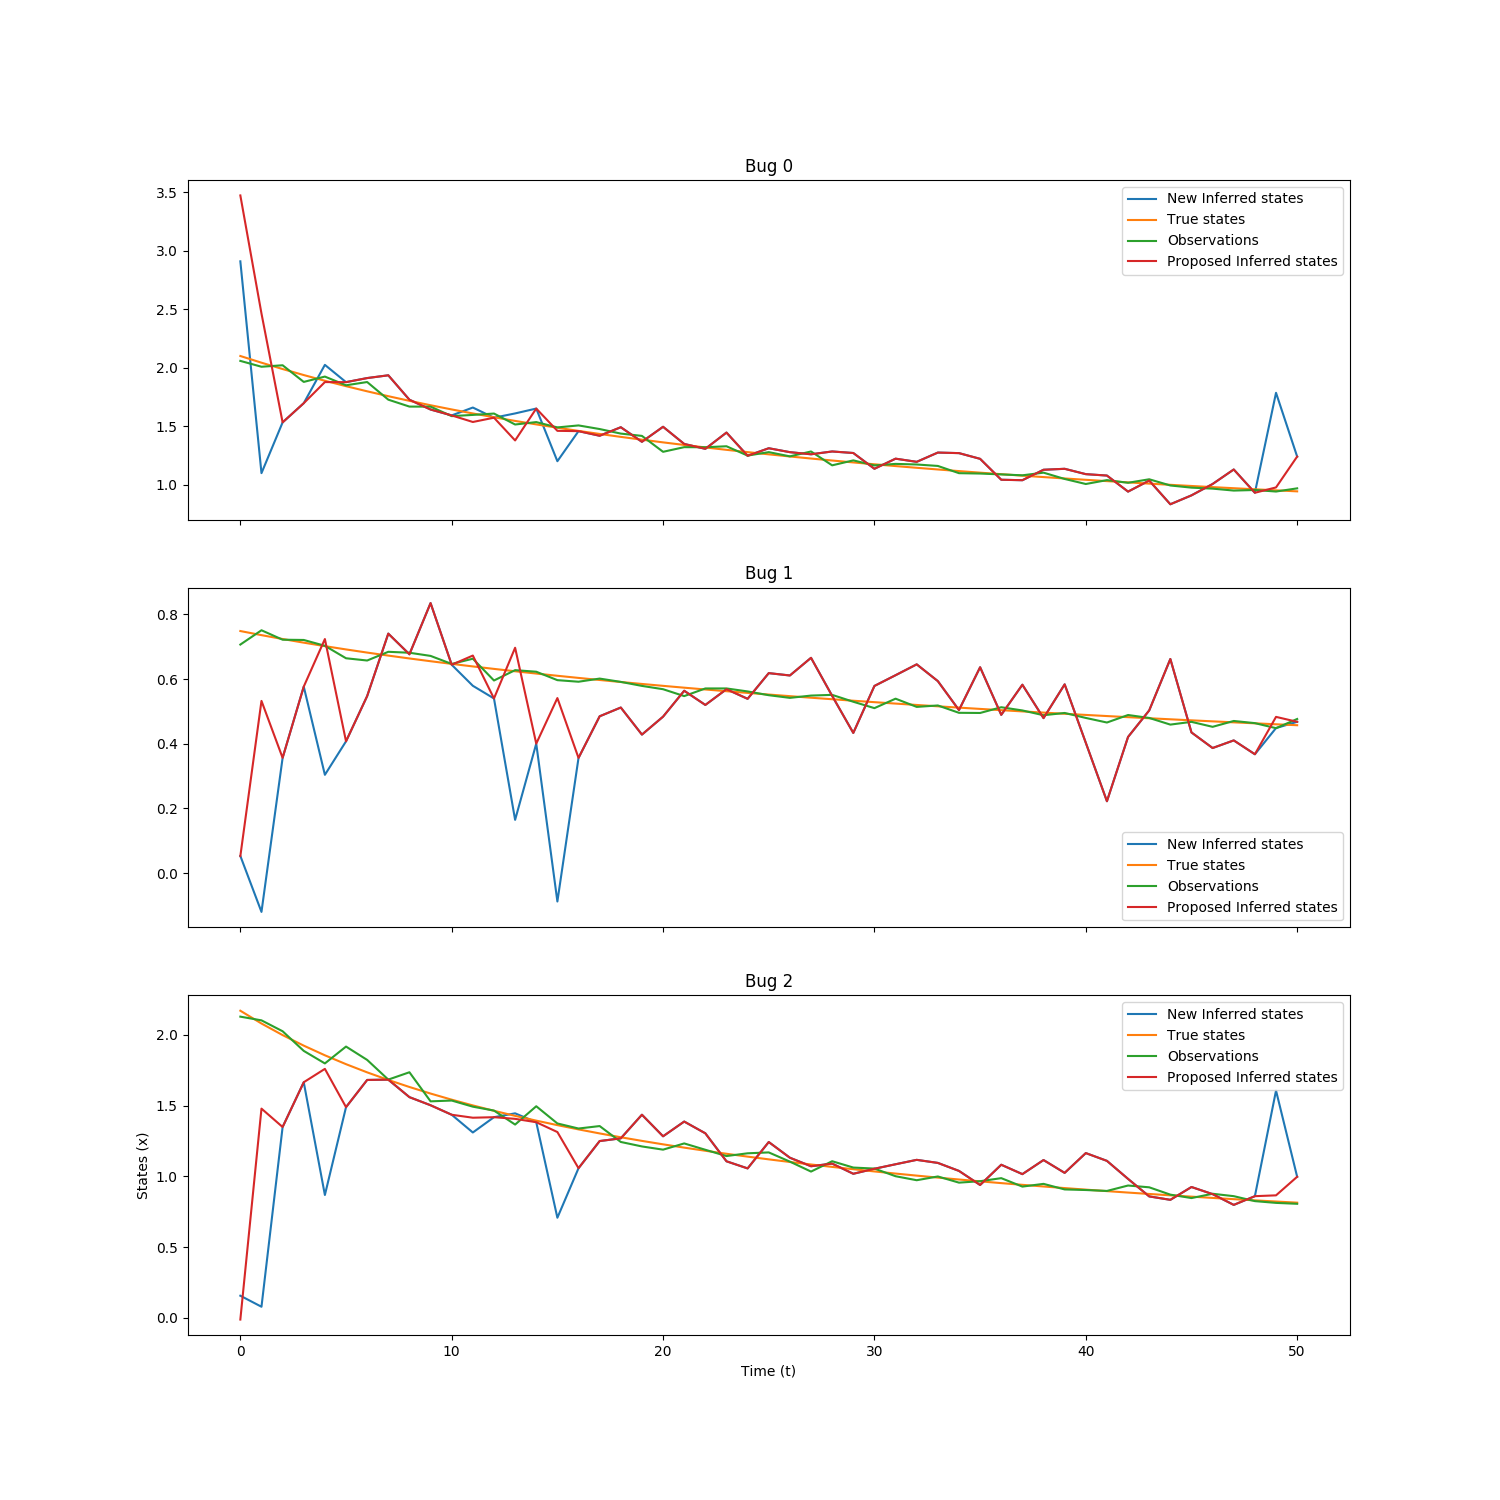 Bug 0
3.5
3.0
2.5
2.0
1.5
1.0
New Inferred states
True states
Observations
Proposed Inferred states
Bug 1
0.8
0.6
0.4
0.2
0.0
New Inferred states
True states
Observations
Proposed Inferred states
Bug 2
States (x)
2.0
1.5
1.0
0.5
0.0
New Inferred states
True states
Observations
Proposed Inferred states
0 10 20 30 40 50
Time (t)